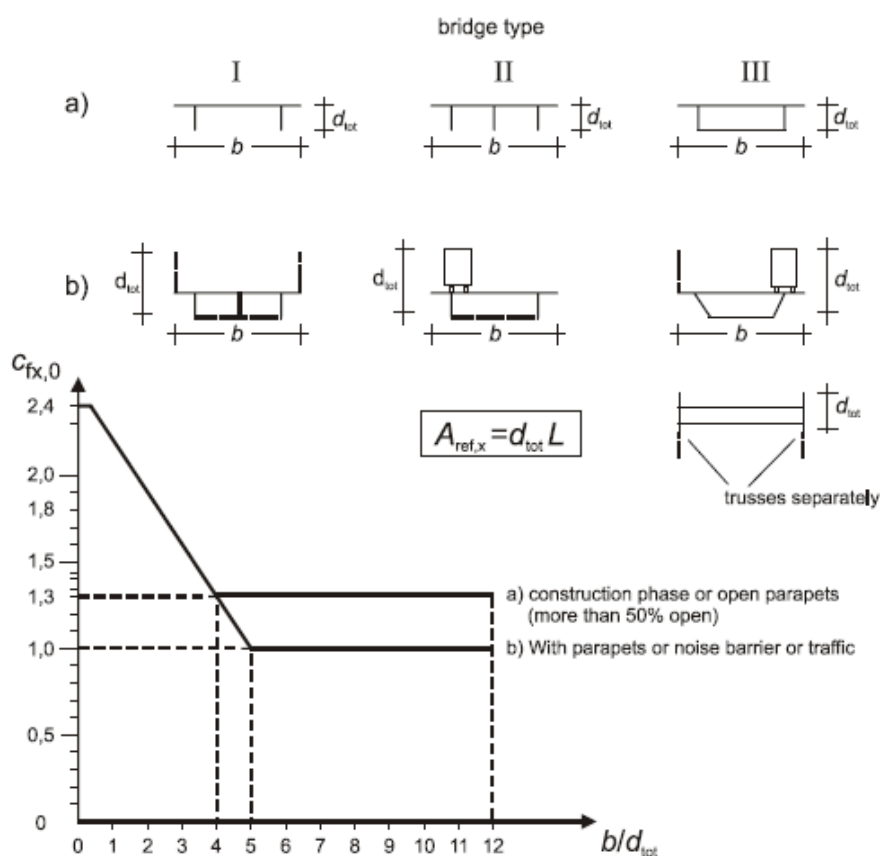 bridge type
I II III
a)
d_tot d_tot d_tot
b b b
b)
d_tot d_tot d_tot
b b b
c_fx,0
2,4
A_ref,x = d_tot L
d_tot
trusses separately
2,0
1,8
1,5
1,3
a) construction phase or open parapets
(more than 50% open)
1,0
b) With parapets or noise barrier or traffic
0,5
0
0 1 2 3 4 5 6 7 8 9 10 11 12
b/d_tot